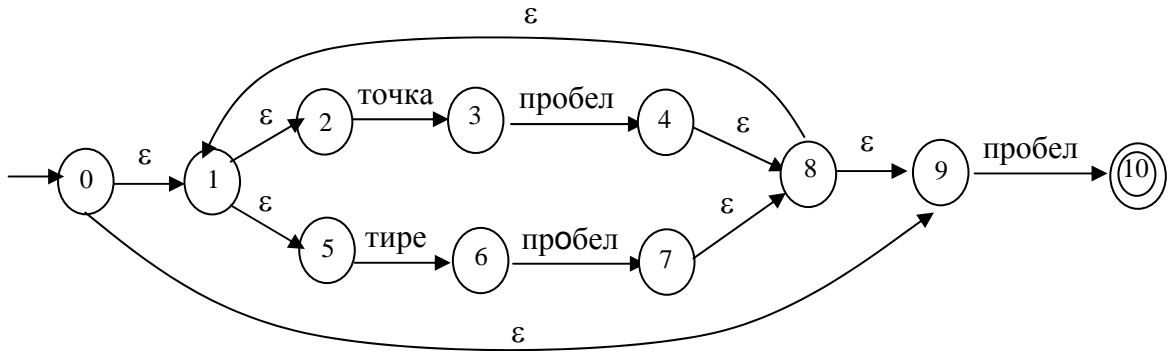 ε
точка
пробел
ε
2
3
4
ε
ε
0
1
8
ε
9
пробел
10
ε
5
тире
6
пробел
7
ε
ε